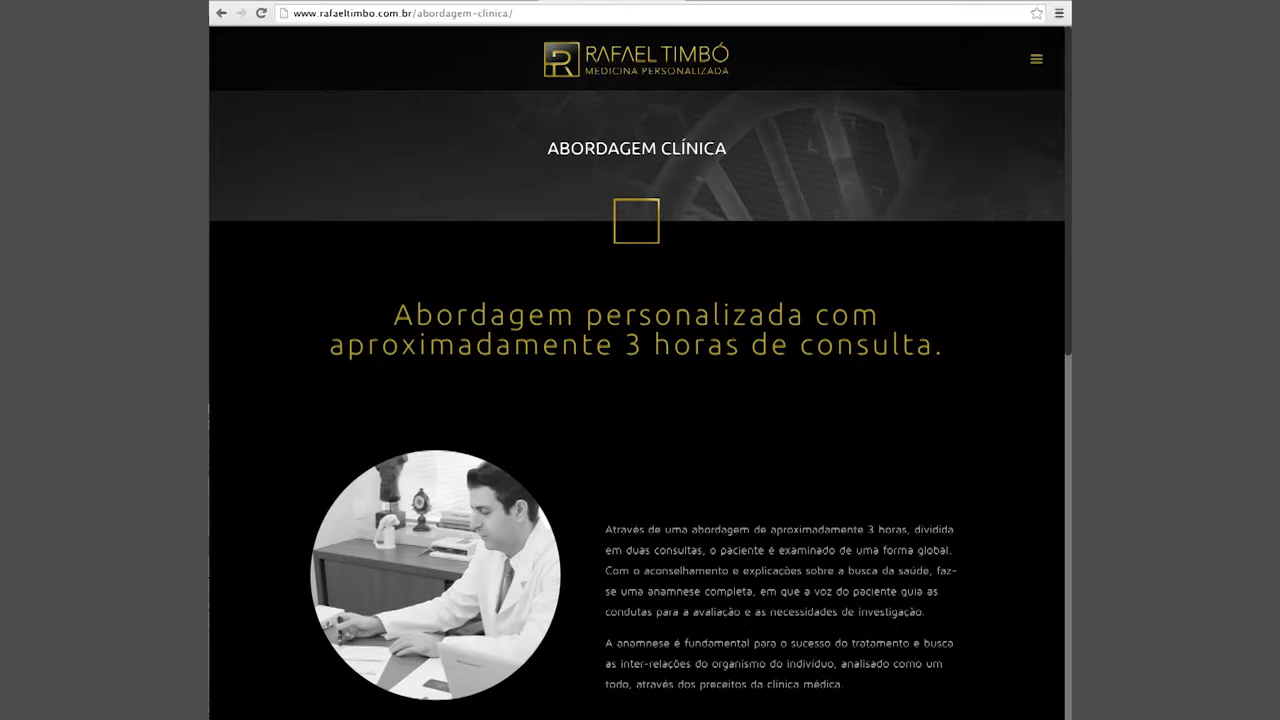 www.rafaeltimbo.com.br/abordagem-clinica/
RAFAEL TIMBÓ
MEDICINA PERSONALIZADA
ABORDAGEM CLÍNICA
Abordagem personalizada com
aproximadamente 3 horas de consulta.
Através de uma abordagem de aproximadamente 3 horas, dividida
em duas consultas, o paciente é examinado de uma forma global.
Com o aconselhamento e explicações sobre a busca da saúde, faz-
se uma anamnese completa, em que a voz do paciente guia as
condutas para a avaliação e as necessidades de investigação.
A anamnese é fundamental para o sucesso do tratamento e busca
as inter-relações do organismo do indivíduo, analisado como um
todo, através dos preceitos da clínica médica.